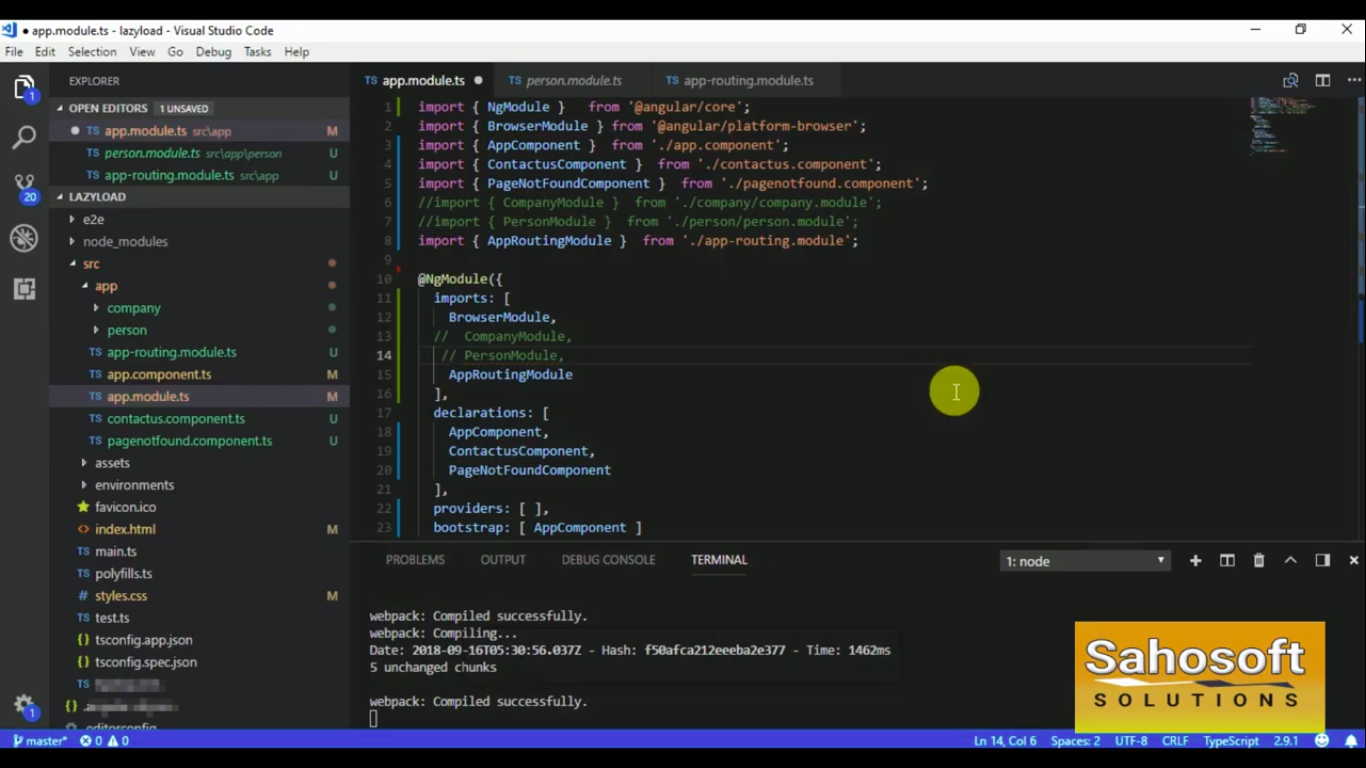 ● app.module.ts - lazyload - Visual Studio Code
File Edit Selection View Go Debug Tasks Help
EXPLORER
OPEN EDITORS 1 UNSAVED
● TS app.module.ts src\app M
TS person.module.ts src\app\person U
TS app-routing.module.ts src\app U
LAZYLOAD
e2e
node_modules
src
app
company
person
TS app-routing.module.ts U
TS app.component.ts M
TS app.module.ts M
TS contactus.component.ts U
TS pagenotfound.component.ts U
assets
environments
favicon.ico
<> index.html M
TS main.ts
TS polyfills.ts
# styles.css M
TS test.ts
{} tsconfig.app.json
{} tsconfig.spec.json
TS
{}
.editorconfig
1
20
1
TS app.module.ts ● TS person.module.ts TS app-routing.module.ts
1 import { NgModule } from '@angular/core';
2 import { BrowserModule } from '@angular/platform-browser';
3 import { AppComponent } from './app.component';
4 import { ContactusComponent } from './contactus.component';
5 import { PageNotFoundComponent } from './pagenotfound.component';
6 //import { CompanyModule } from './company/company.module';
7 //import { PersonModule } from './person/person.module';
8 import { AppRoutingModule } from './app-routing.module';
9
10 @NgModule({
11 imports: [
12 BrowserModule,
13 // CompanyModule,
14 // PersonModule,
15 AppRoutingModule
16 ],
17 declarations: [
18 AppComponent,
19 ContactusComponent,
20 PageNotFoundComponent
21 ],
22 providers: [ ],
23 bootstrap: [ AppComponent ]
PROBLEMS OUTPUT DEBUG CONSOLE TERMINAL 1: node
webpack: Compiled successfully.
webpack: Compiling...
Date: 2018-09-16T05:30:56.037Z - Hash: f50afca212eeeba2e377 - Time: 1462ms
5 unchanged chunks
webpack: Compiled successfully.
Sahosoft
SOLUTIONS
master* 0 0 Ln 14, Col 6 Spaces: 2 UTF-8 CRLF TypeScript 2.9.1